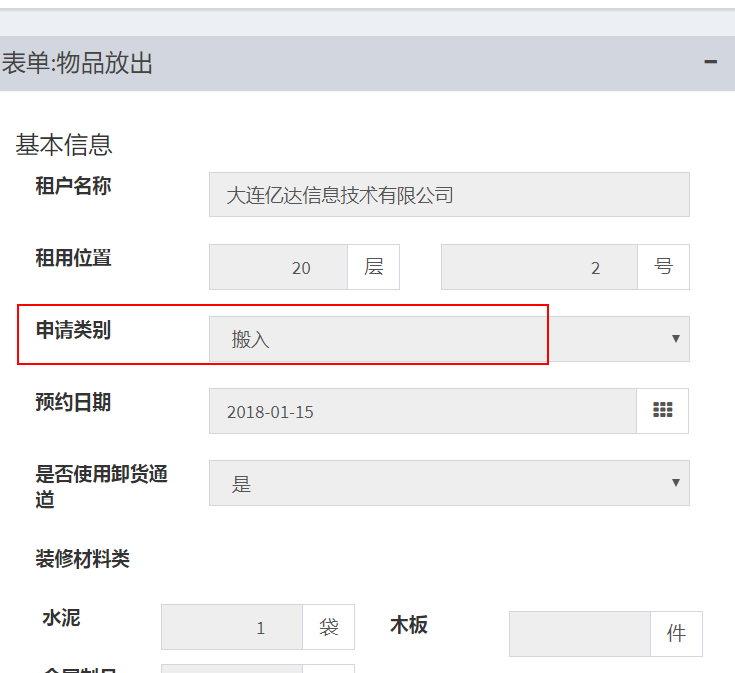 表单:物品放出
基本信息
租户名称 大连亿达信息技术有限公司
租用位置 20 层 2 号
申请类别 搬入
预约日期 2018-01-15
是否使用卸货通
道 是
装修材料类
水泥 1 袋 木板 件